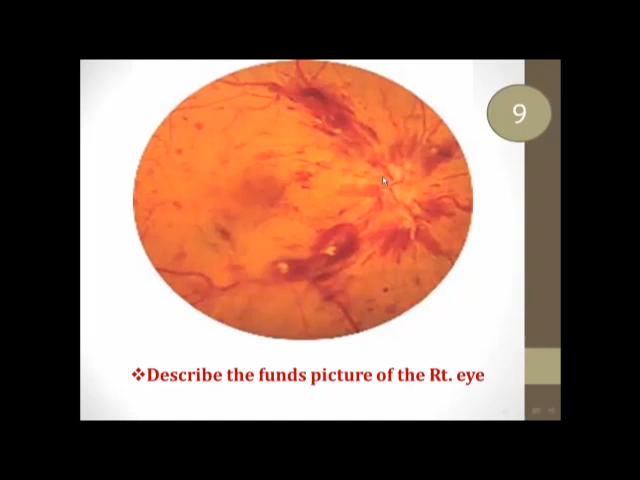 9
❖Describe the funds picture of the Rt. eye